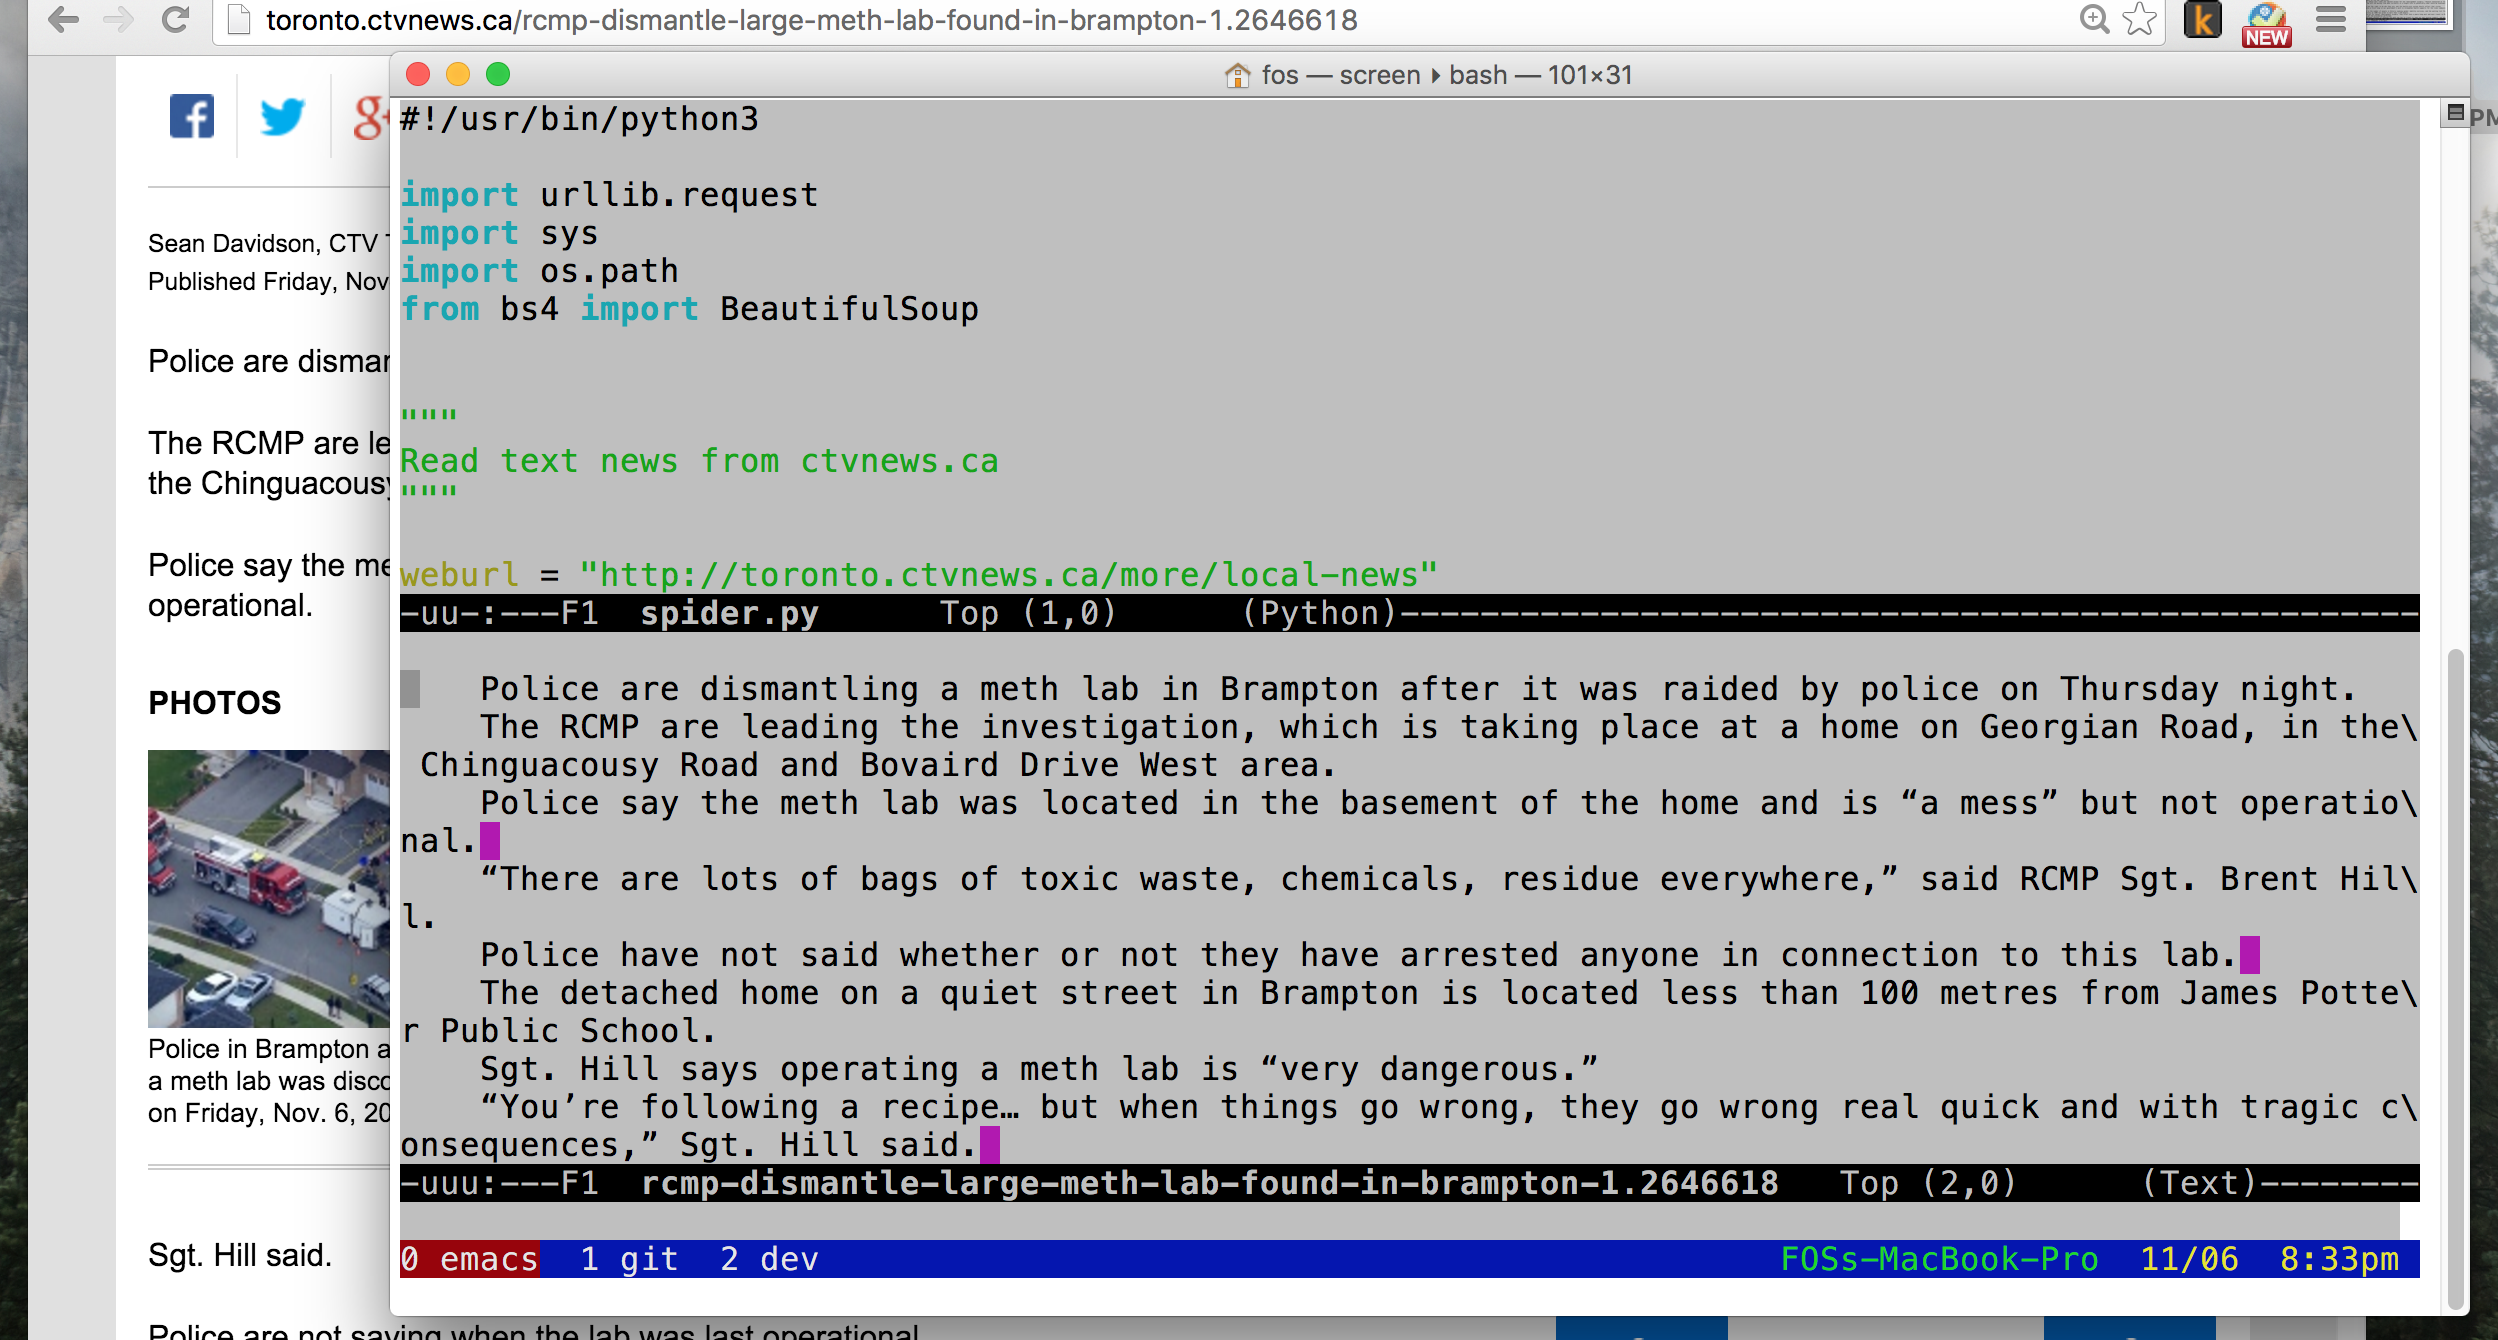 toronto.ctvnews.ca/rcmp-dismantle-large-meth-lab-found-in-brampton-1.2646618
k
NEW
fos — screen ▸ bash — 101×31
PM
f
g+
Sean Davidson, CTV
Published Friday, Nov
Police are disman
The RCMP are le
the Chinguacousy
Police say the me
operational.
PHOTOS
Police in Brampton a
a meth lab was disco
on Friday, Nov. 6, 20
Sgt. Hill said.
Police are not saying when the lab was last operational
#!/usr/bin/python3
import urllib.request
import sys
import os.path
from bs4 import BeautifulSoup
"""
Read text news from ctvnews.ca
"""
weburl = "http://toronto.ctvnews.ca/more/local-news"
-uu-:---F1  spider.py      Top (1,0)      (Python)---------------------------------------------------
    Police are dismantling a meth lab in Brampton after it was raided by police on Thursday night.
    The RCMP are leading the investigation, which is taking place at a home on Georgian Road, in the\
 Chinguacousy Road and Bovaird Drive West area.
    Police say the meth lab was located in the basement of the home and is “a mess” but not operatio\
nal.
    “There are lots of bags of toxic waste, chemicals, residue everywhere,” said RCMP Sgt. Brent Hil\
l.
    Police have not said whether or not they have arrested anyone in connection to this lab.
    The detached home on a quiet street in Brampton is located less than 100 metres from James Potte\
r Public School.
    Sgt. Hill says operating a meth lab is “very dangerous.”
    “You’re following a recipe… but when things go wrong, they go wrong real quick and with tragic c\
onsequences,” Sgt. Hill said.
-uuu:---F1  rcmp-dismantle-large-meth-lab-found-in-brampton-1.2646618   Top (2,0)      (Text)--------
0 emacs  1 git  2 dev
FOSs-MacBook-Pro  11/06  8:33pm